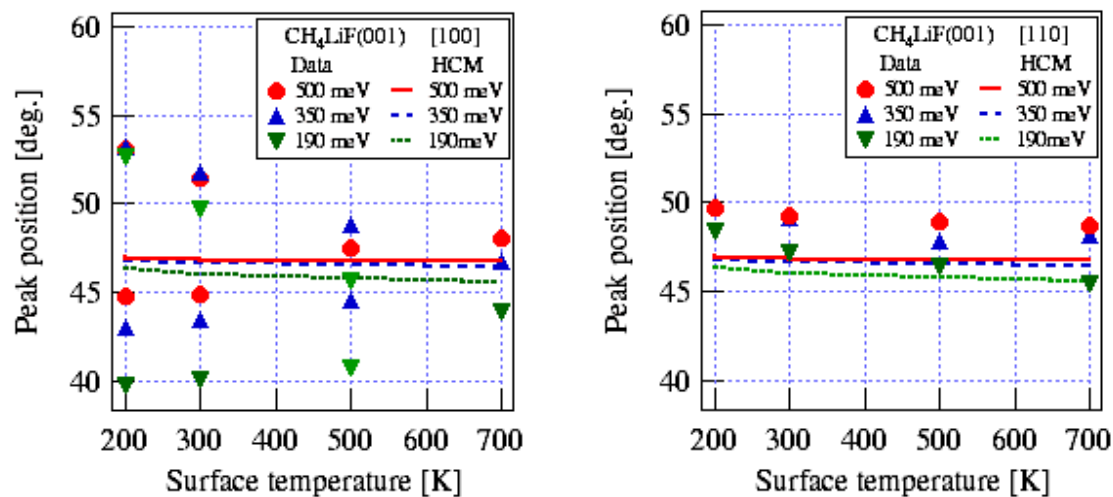 CH₄LiF(001) [100]
Data HCM
500 meV 500 meV
350 meV 350 meV
190 meV 190meV
60
55
50
45
40
Peak position [deg.]
200 300 400 500 600 700
Surface temperature [K]
CH₄LiF(001) [110]
Data HCM
500 meV 500 meV
350 meV 350 meV
190 meV 190meV
60
55
50
45
40
Peak position [deg.]
200 300 400 500 600 700
Surface temperature [K]